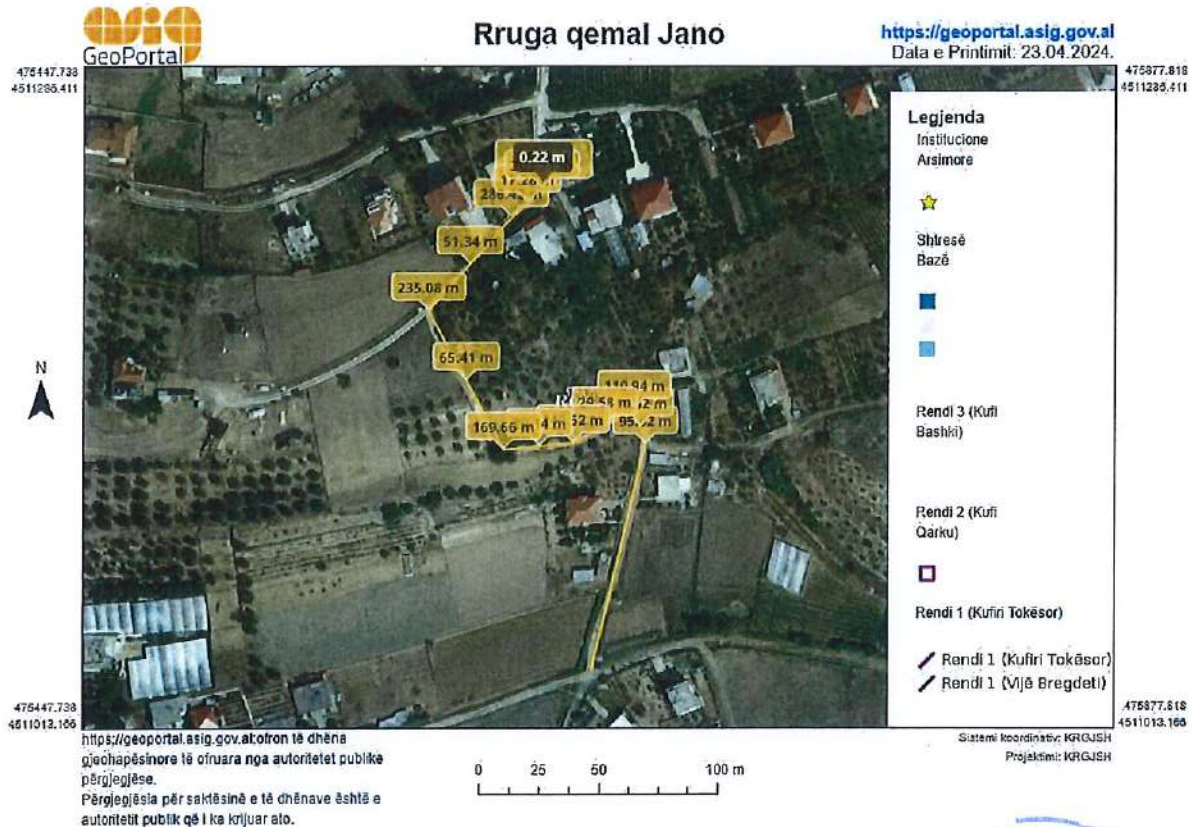 GeoPortal
Rruga qemal Jano
https://geoportal.asig.gov.al
Data e Printimit: 23.04.2024.
475447.738
4511286.411
475877.818
4511286.411
0.22 m
51.34 m
235.08 m
65.41 m
110.94 m
29.58 m
169.66 m
4 m
52 m
N
Legjenda
Institucione
Arsimore
Shtresë
Bazë
Rendi 3 (Kufi
Bashki)
Rendi 2 (Kufi
Qarku)
Rendi 1 (Kufiri Tokësor)
Rendi 1 (Kufiri Tokësor)
Rendi 1 (Vijë Bregdeti)
475447.738
4511013.166
475877.818
4511013.166
https://geoportal.asig.gov.al:ofron të dhëna
gjeohapësinore të ofruara nga autoritetet publike
përgjegjëse.
Përgjegjësia për saktësinë e të dhënave është e
autoritetit publik që i ka krijuar ato.
0 25 50 100 m
Sistemi koordinativ: KRGJSH
Projektimi: KRGJSH